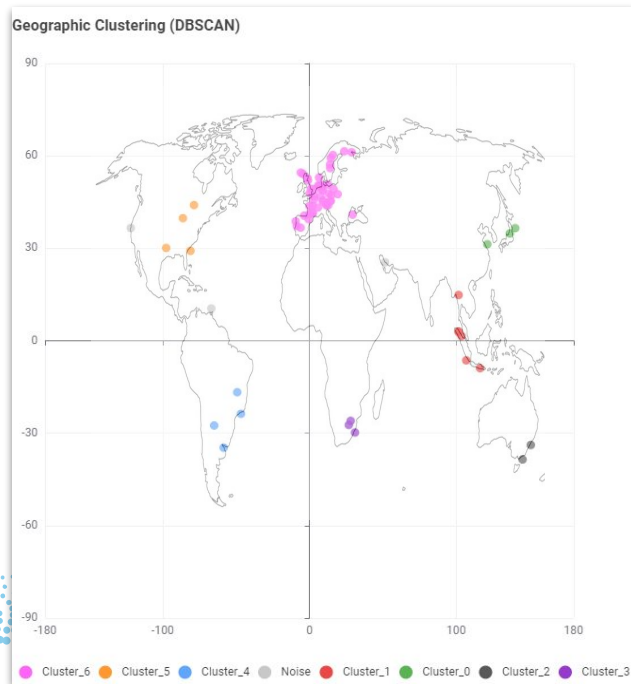 Geographic Clustering (DBSCAN)
90
60
30
0
-30
-60
-90
-180 -100 0 100 180
Cluster_6 Cluster_5 Cluster_4 Noise Cluster_1 Cluster_0 Cluster_2 Cluster_3